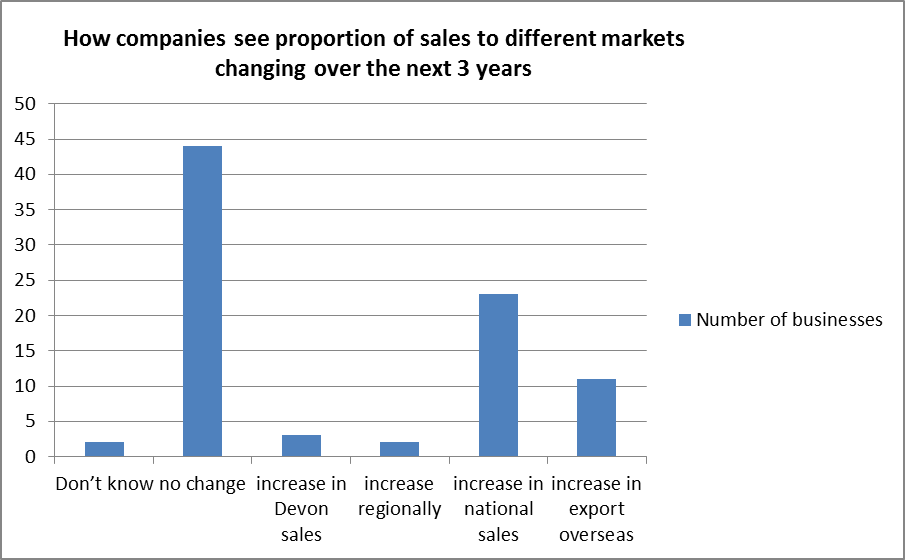 How companies see proportion of sales to different markets
changing over the next 3 years
50
45
40
35
30
25
20
15
10
5
0
Don’t know no change increase in increase increase in increase in
Devon regionally national export
sales sales overseas
Number of businesses